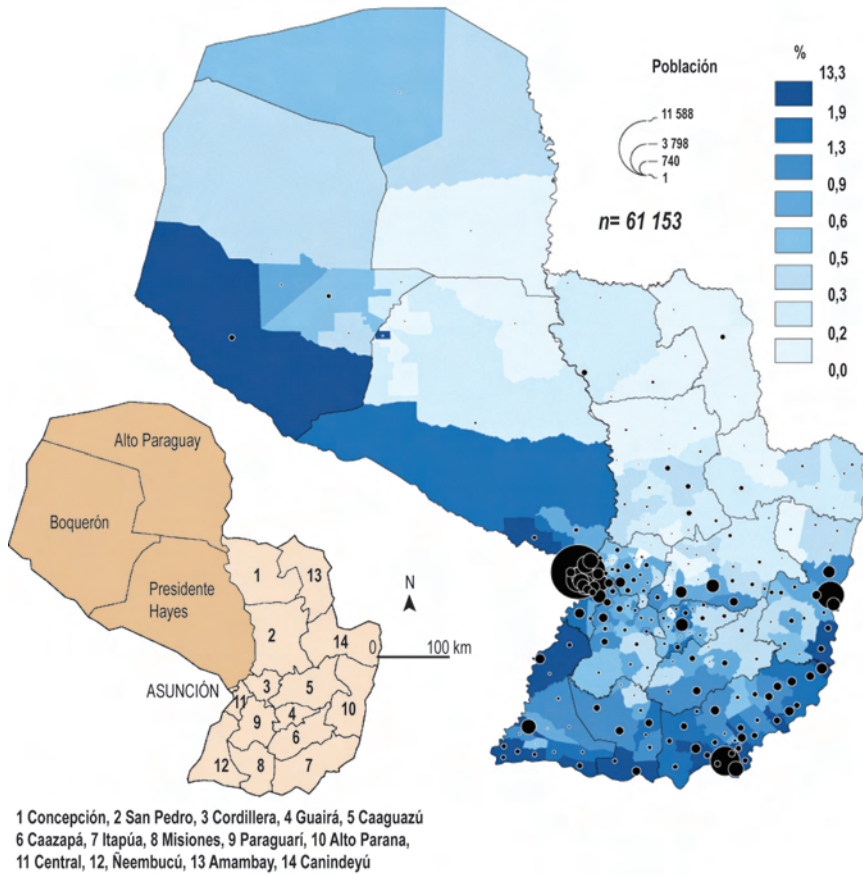 Población
11 588
3 798
740
1
n= 61 153
%
13,3
1,9
1,3
0,9
0,6
0,5
0,3
0,2
0,0
Alto Paraguay
Boquerón
Presidente
Hayes
ASUNCIÓN
1
13
2
14
3
5
11
4
10
9
6
12
8
7
N
0
100 km
1 Concepción, 2 San Pedro, 3 Cordillera, 4 Guairá, 5 Caaguazú
6 Caazapá, 7 Itapúa, 8 Misiones, 9 Paraguarí, 10 Alto Parana,
11 Central, 12, Ñeembucú, 13 Amambay, 14 Canindeyú